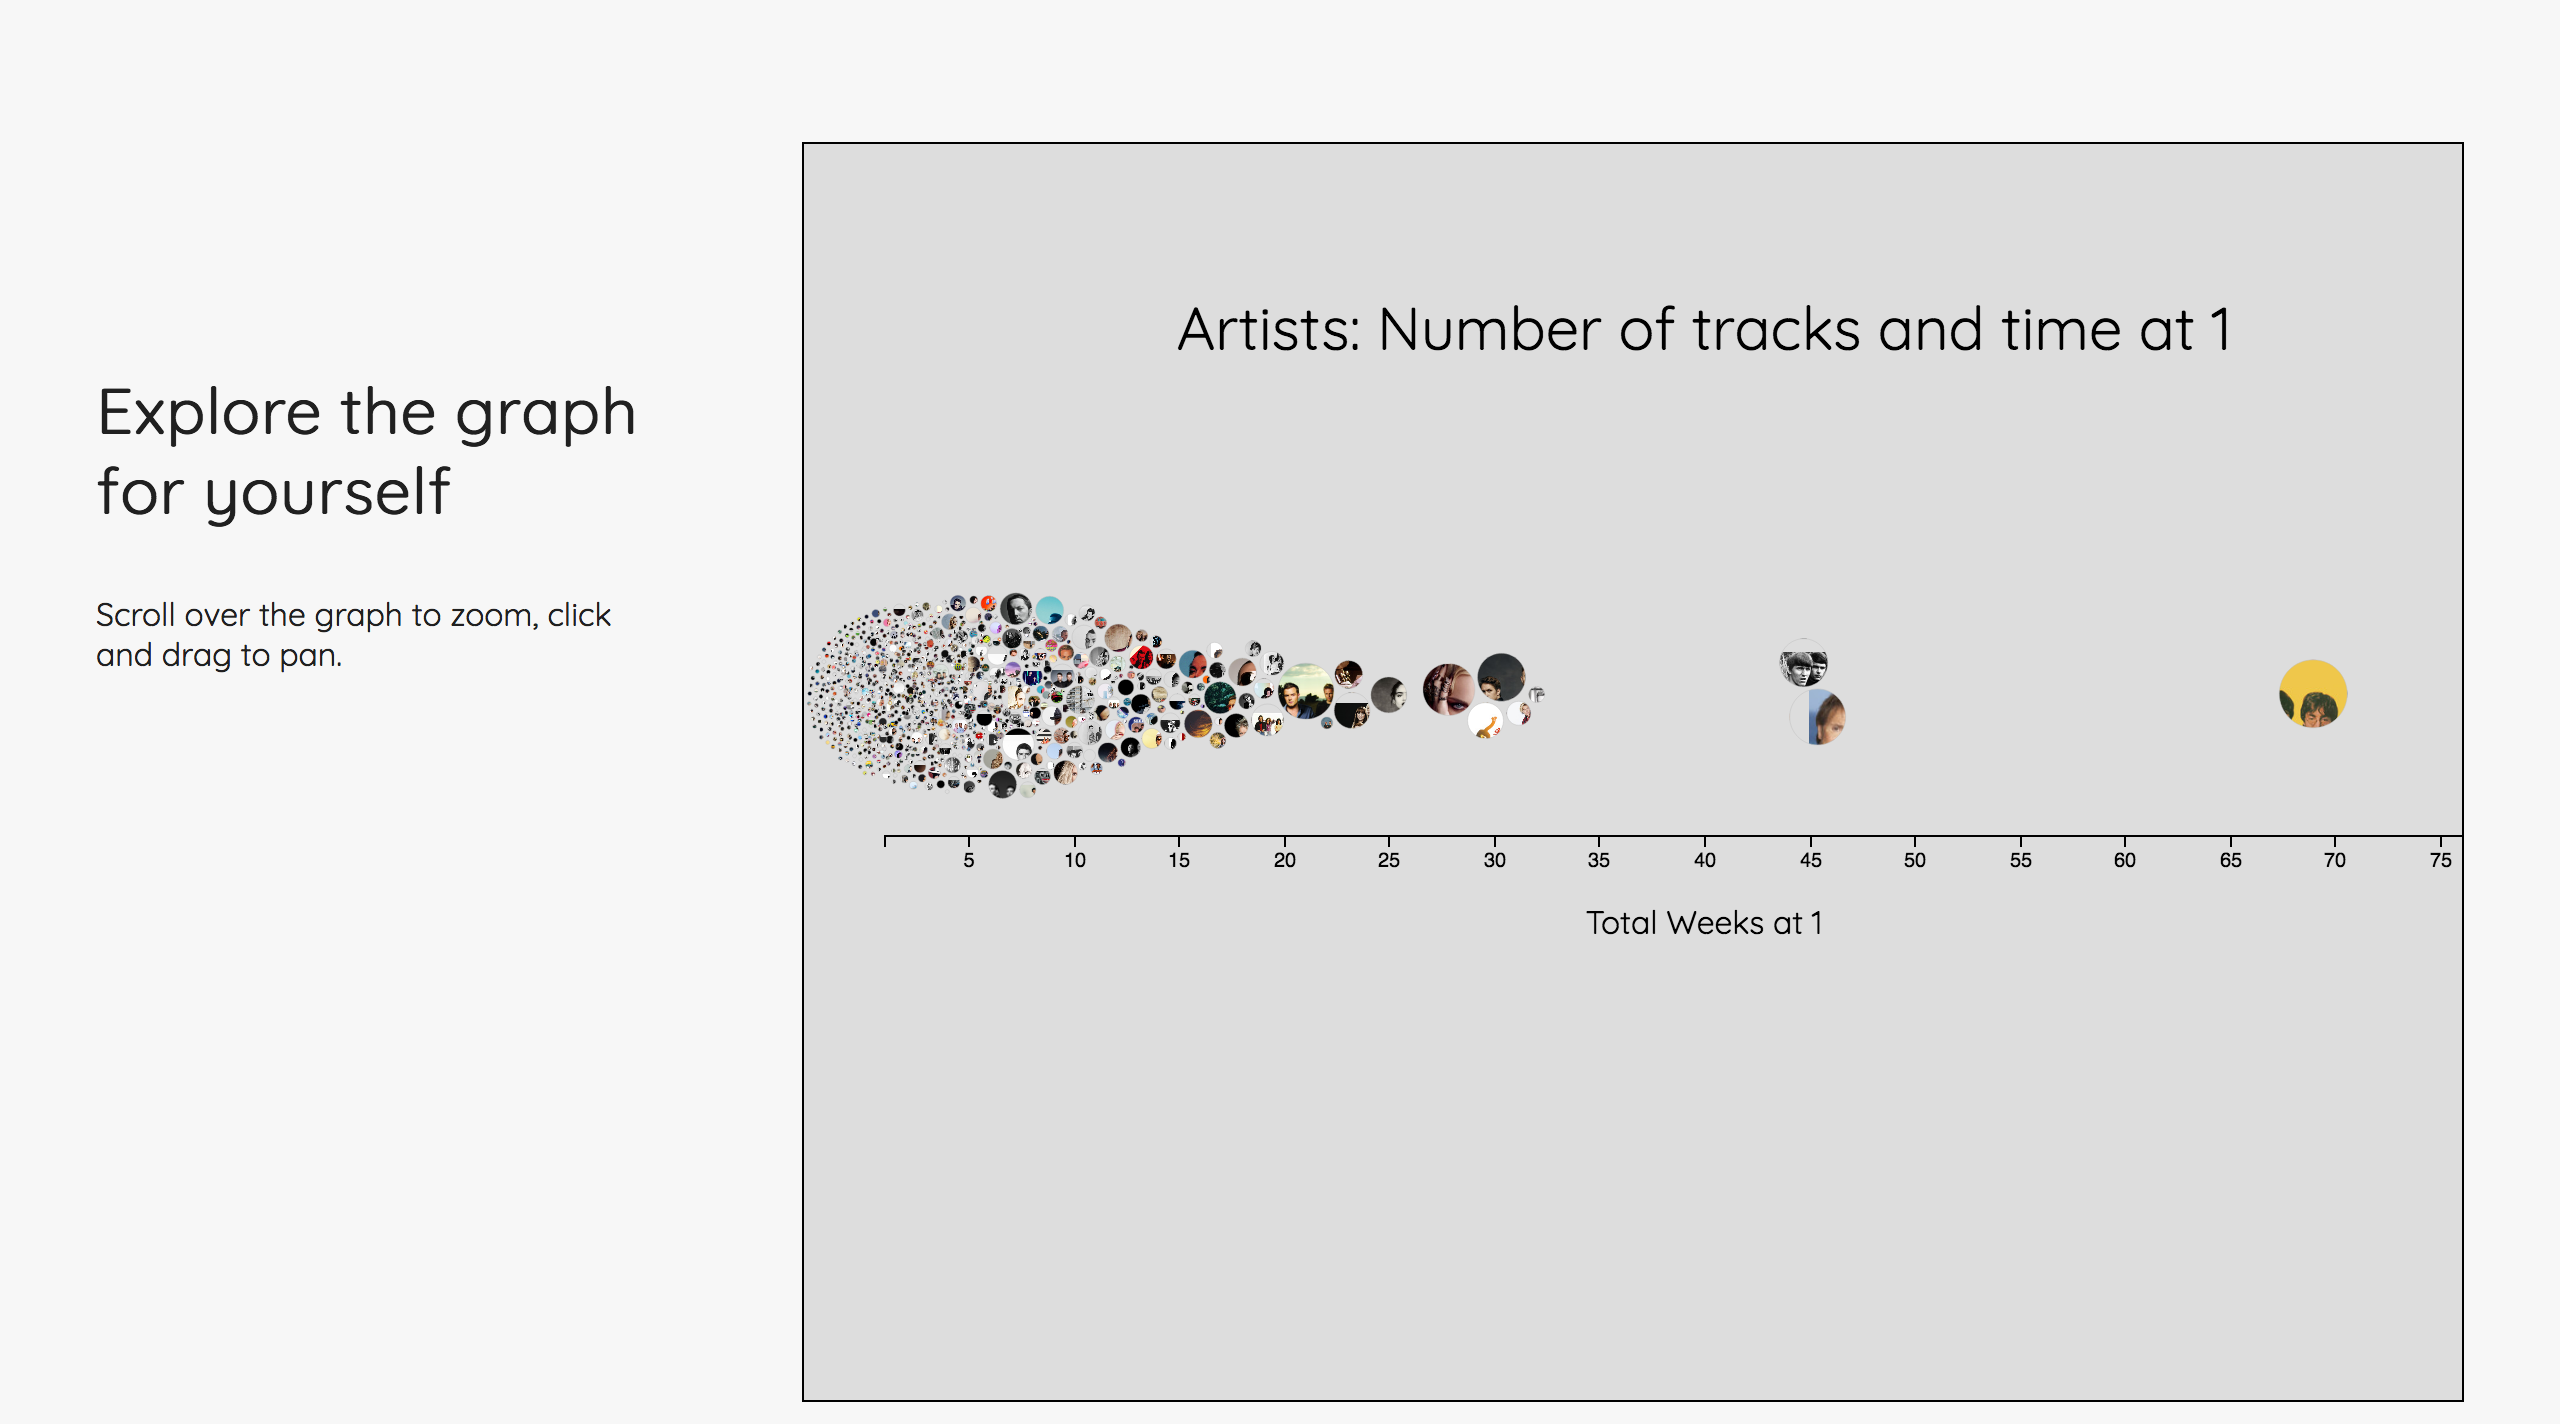 Explore the graph
for yourself
Scroll over the graph to zoom, click
and drag to pan.
Artists: Number of tracks and time at 1
5 10 15 20 25 30 35 40 45 50 55 60 65 70 75
Total Weeks at 1